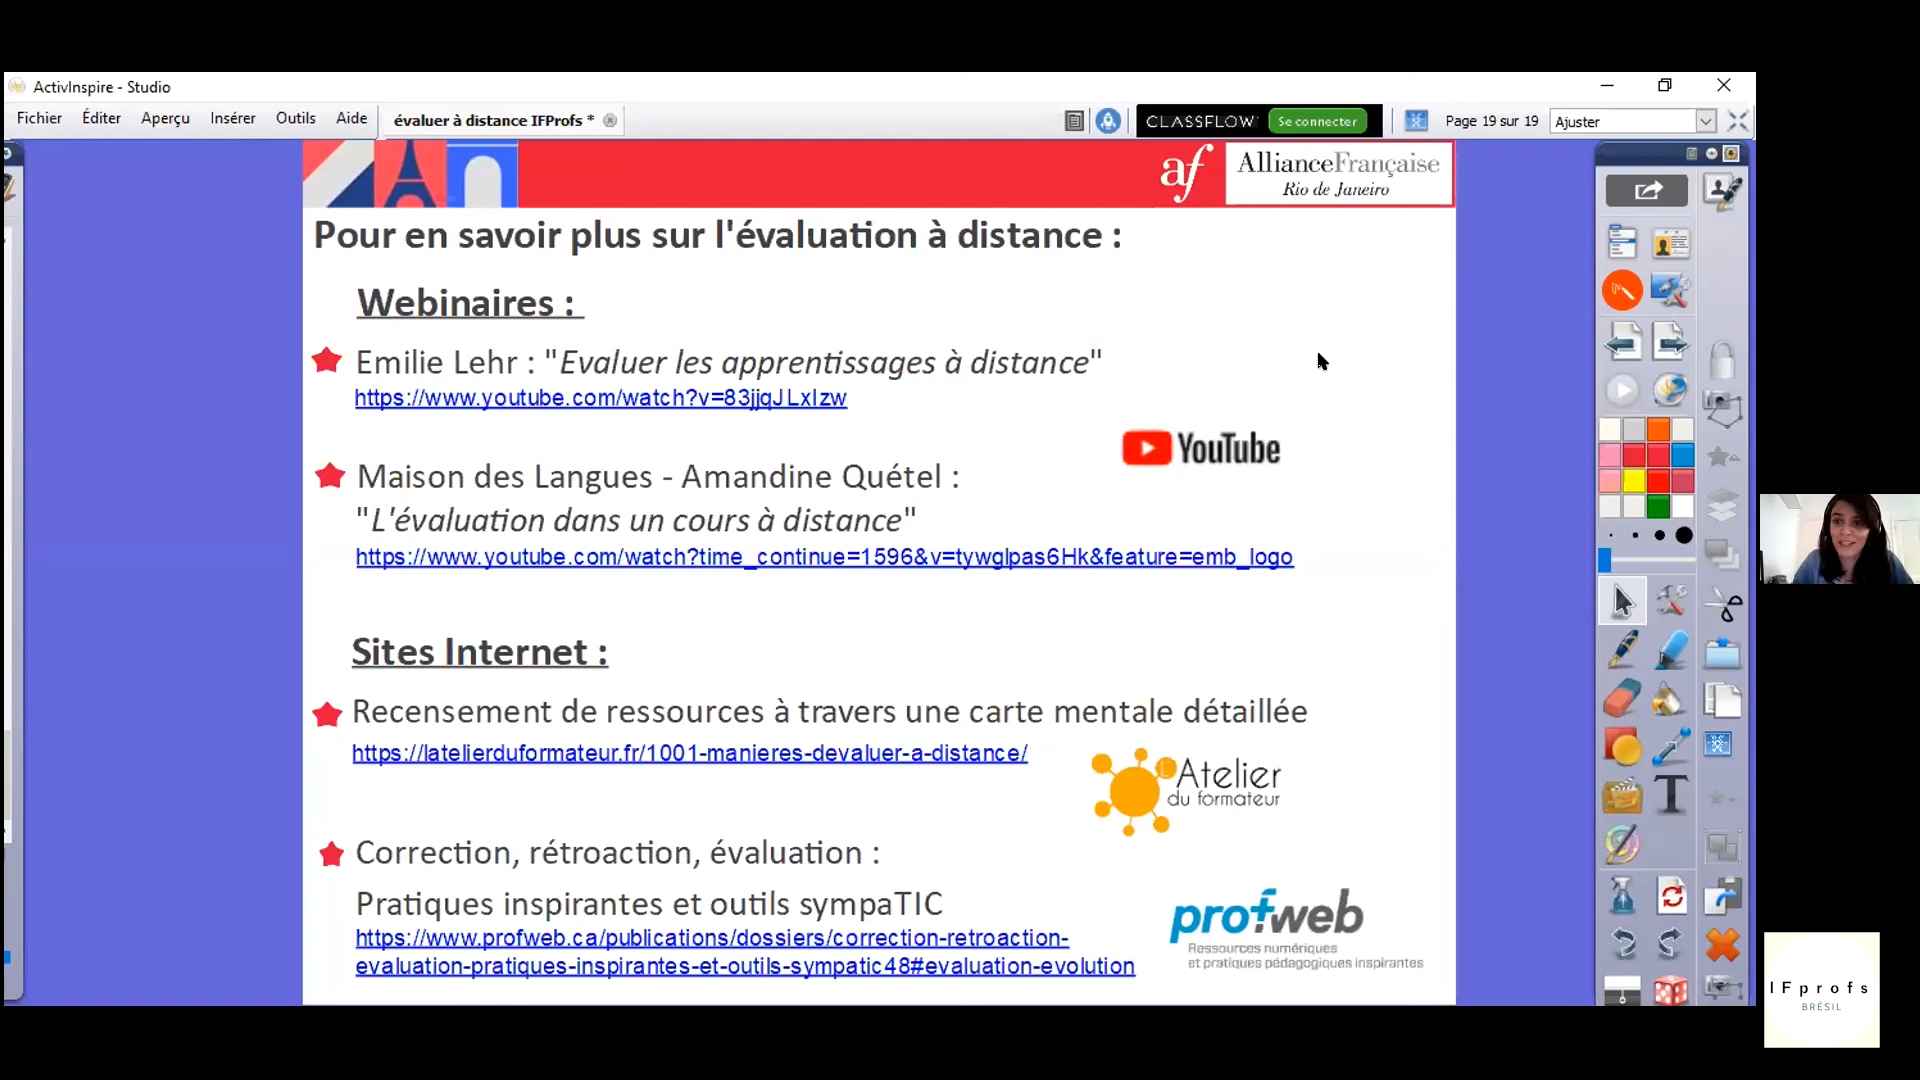 ActivInspire - Studio
Fichier Éditer Aperçu Insérer Outils Aide
évaluer à distance IFProfs *
CLASSFLOW Se connecter
Page 19 sur 19
Ajuster
af
AllianceFrançaise
Rio de Janeiro
Pour en savoir plus sur l'évaluation à distance :
Webinaires :
Emilie Lehr : "Evaluer les apprentissages à distance"
https://www.youtube.com/watch?v=83jjqJLxIzw
YouTube
Maison des Langues - Amandine Quétel :
"L'évaluation dans un cours à distance"
https://www.youtube.com/watch?time_continue=1596&v=tywglpas6Hk&feature=emb_logo
Sites Internet :
Recensement de ressources à travers une carte mentale détaillée
https://latelierduformateur.fr/1001-manieres-devaluer-a-distance/
L'Atelier
du formateur
Correction, rétroaction, évaluation :
Pratiques inspirantes et outils sympaTIC
https://www.profweb.ca/publications/dossiers/correction-retroaction-
evaluation-pratiques-inspirantes-et-outils-sympatic48#evaluation-evolution
profweb
Ressources numériques
et pratiques pédagogiques inspirantes
T
IFprofs
BRÉSIL